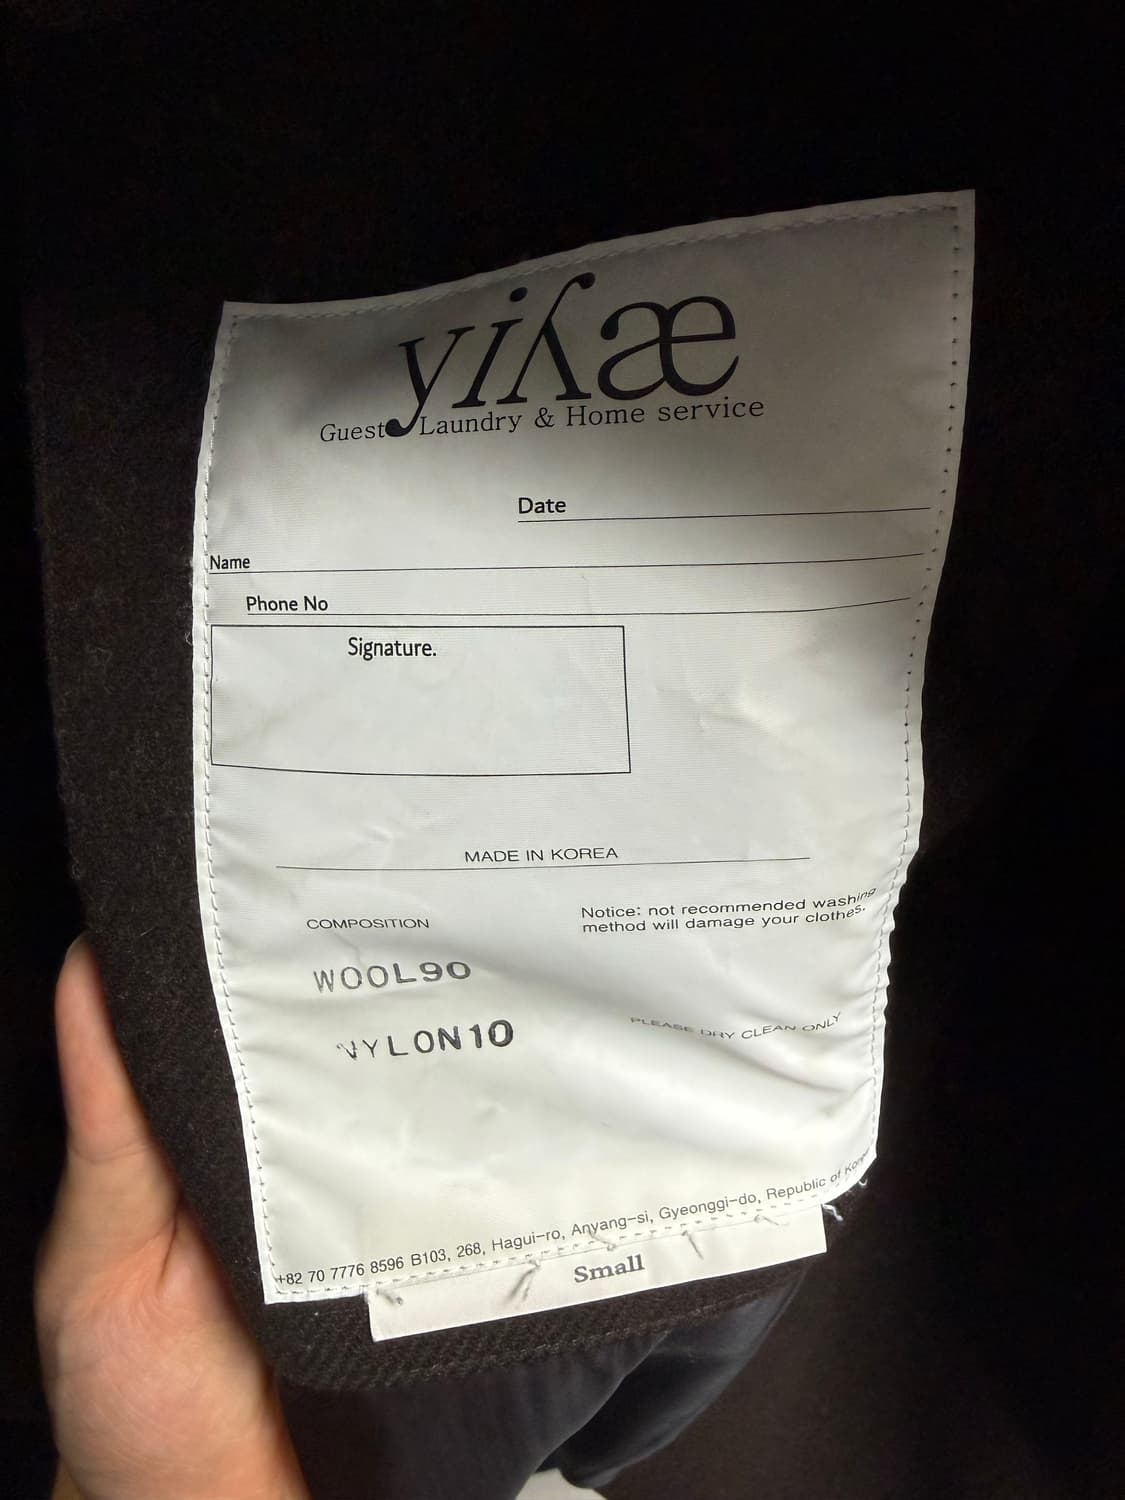 yiʎæ
Guest Laundry & Home service
Date
Name
Phone No
Signature.
MADE IN KOREA
COMPOSITION
Notice: not recommended washing
method will damage your clothes.
WOOL90
NYLON10
PLEASE DRY CLEAN ONLY
+82 70 7776 8596 B103, 268, Hagui-ro, Anyang-si, Gyeonggi-do, Republic of Korea
Small